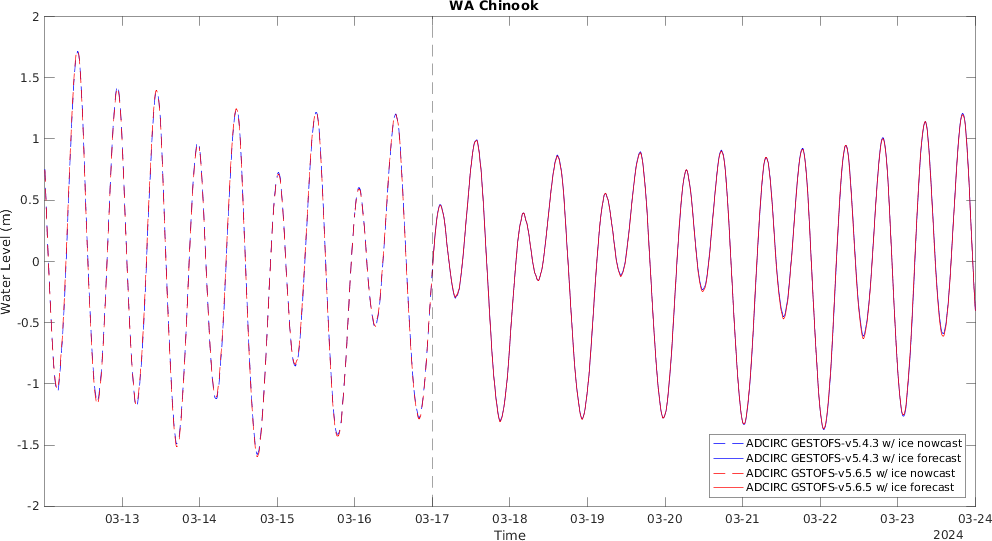 WA Chinook
2
1.5
1
0.5
0
-0.5
-1
-1.5
-2
Water Level (m)
ADCIRC GESTOFS-v5.4.3 w/ ice nowcast
ADCIRC GESTOFS-v5.4.3 w/ ice forecast
ADCIRC GSTOFS-v5.6.5 w/ ice nowcast
ADCIRC GSTOFS-v5.6.5 w/ ice forecast
03-13 03-14 03-15 03-16 03-17 03-18 03-19 03-20 03-21 03-22 03-23 03-24
Time
2024